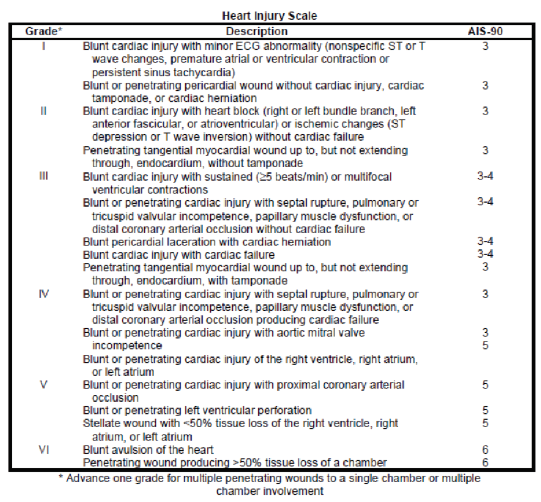 Heart Injury Scale
Grade* Description AIS-90
I Blunt cardiac injury with minor ECG abnormality (nonspecific ST or T 3
wave changes, premature atrial or ventricular contraction or
persistent sinus tachycardia)
Blunt or penetrating pericardial wound without cardiac injury, cardiac 3
tamponade, or cardiac herniation
II Blunt cardiac injury with heart block (right or left bundle branch, left 3
anterior fascicular, or atrioventricular) or ischemic changes (ST
depression or T wave inversion) without cardiac failure
Penetrating tangential myocardial wound up to, but not extending 3
through, endocardium, without tamponade
III Blunt cardiac injury with sustained (≥5 beats/min) or multifocal 3-4
ventricular contractions
Blunt or penetrating cardiac injury with septal rupture, pulmonary or 3-4
tricuspid valvular incompetence, papillary muscle dysfunction, or
distal coronary arterial occlusion without cardiac failure
Blunt pericardial laceration with cardiac herniation 3-4
Blunt cardiac injury with cardiac failure 3-4
Penetrating tangential myocardial wound up to, but not extending 3
through, endocardium, with tamponade
IV Blunt or penetrating cardiac injury with septal rupture, pulmonary or 3
tricuspid valvular incompetence, papillary muscle dysfunction, or
distal coronary arterial occlusion producing cardiac failure
Blunt or penetrating cardiac injury with aortic mitral valve 3
incompetence 5
Blunt or penetrating cardiac injury of the right ventricle, right atrium,
or left atrium
V Blunt or penetrating cardiac injury with proximal coronary arterial 5
occlusion
Blunt or penetrating left ventricular perforation 5
Stellate wound with <50% tissue loss of the right ventricle, right 5
atrium, or left atrium
VI Blunt avulsion of the heart 6
Penetrating wound producing >50% tissue loss of a chamber 6
* Advance one grade for multiple penetrating wounds to a single chamber or multiple
chamber involvement